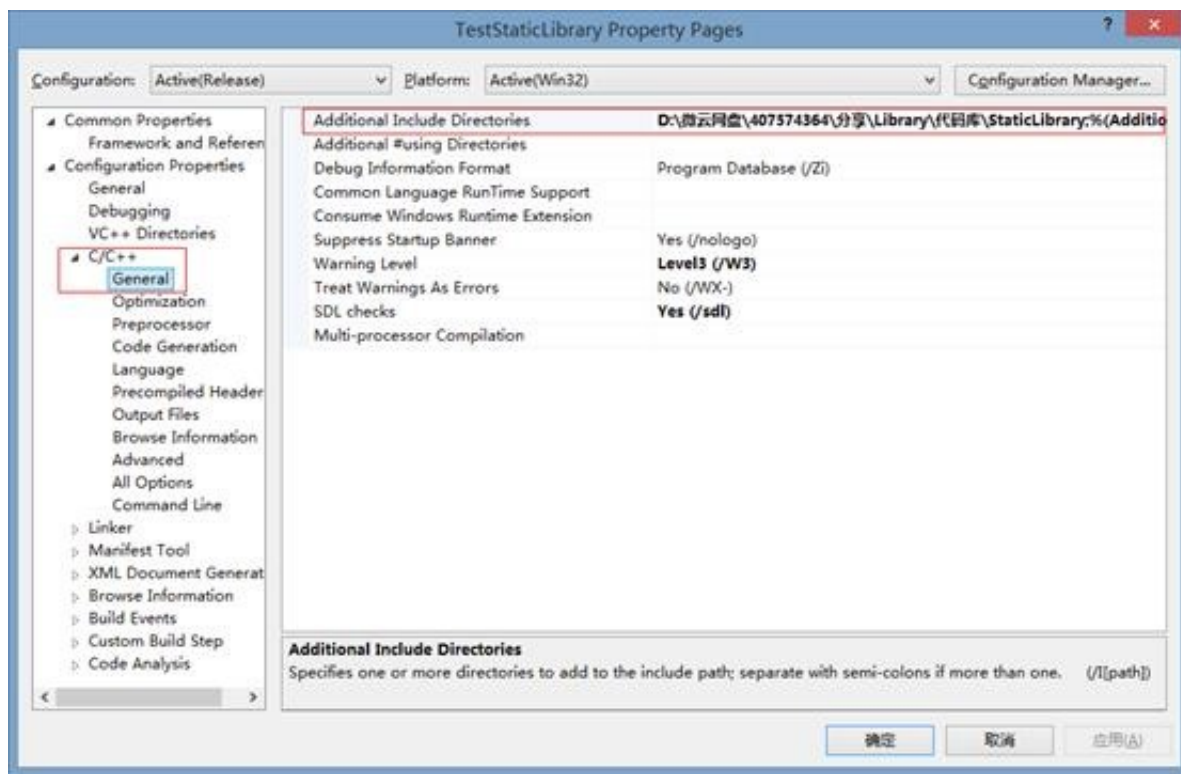 TestStaticLibrary Property Pages
?
Configuration: Active(Release) Platform: Active(Win32) Configuration Manager...
Common Properties
Framework and Referen
Configuration Properties
General
Debugging
VC++ Directories
C/C++
General
Optimization
Preprocessor
Code Generation
Language
Precompiled Header
Output Files
Browse Information
Advanced
All Options
Command Line
Linker
Manifest Tool
XML Document Generat
Browse Information
Build Events
Custom Build Step
Code Analysis
Additional Include Directories D:\微云网盘\407574364\分享\Library\代码库\StaticLibrary;%(Additio
Additional #using Directories
Debug Information Format Program Database (/Zi)
Common Language RunTime Support
Consume Windows Runtime Extension
Suppress Startup Banner Yes (/nologo)
Warning Level Level3 (/W3)
Treat Warnings As Errors No (/WX-)
SDL checks Yes (/sdl)
Multi-processor Compilation
Additional Include Directories
Specifies one or more directories to add to the include path; separate with semi-colons if more than one. (/I[path])
确定 取消 应用(A)